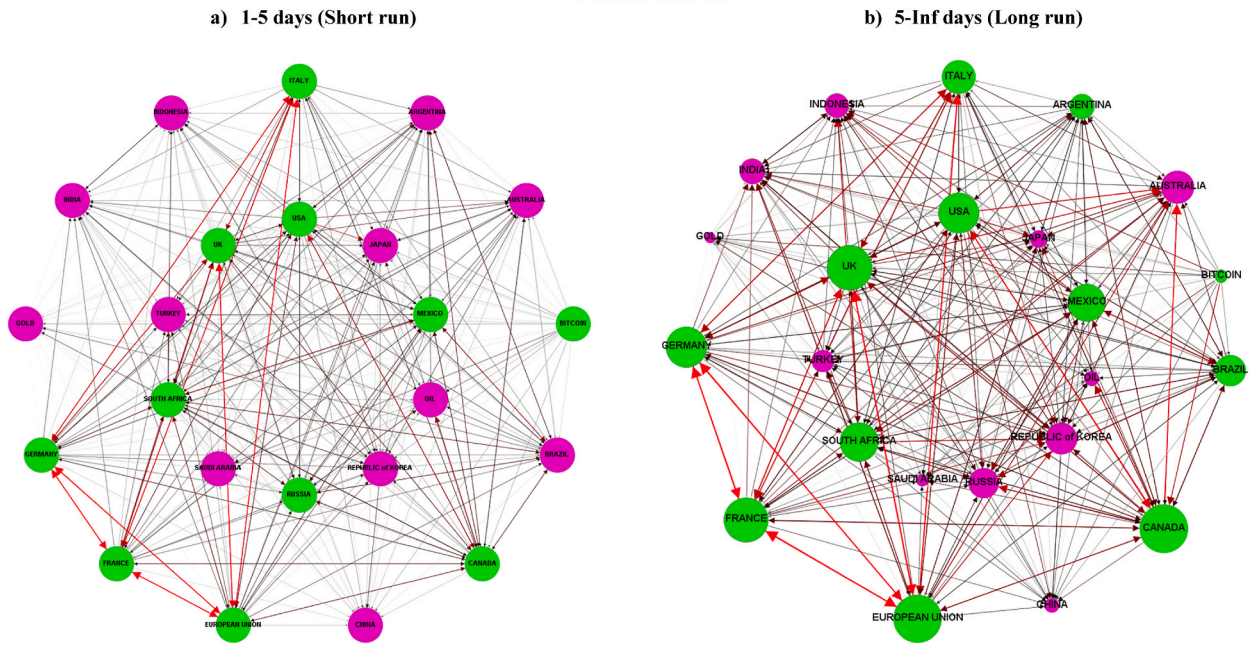 a) 1-5 days (Short run)
ITALY
INDONESIA
ARGENTINA
INDIA
AUSTRALIA
USA
UK
JAPAN
GOLD
TURKEY
MEXICO
BITCOIN
SOUTH AFRICA
OIL
GERMANY
SAUDI ARABIA
REPUBLIC of KOREA
BRAZIL
RUSSIA
FRANCE
CANADA
EUROPEAN UNION
CHINA
b) 5-Inf days (Long run)
ITALY
INDONESIA
ARGENTINA
INDIA
AUSTRALIA
USA
GOLD
JAPAN
UK
BITCOIN
MEXICO
GERMANY
TURKEY
OIL
BRAZIL
SOUTH AFRICA
REPUBLIC of KOREA
SAUDI ARABIA
RUSSIA
FRANCE
CANADA
EUROPEAN UNION
CHINA